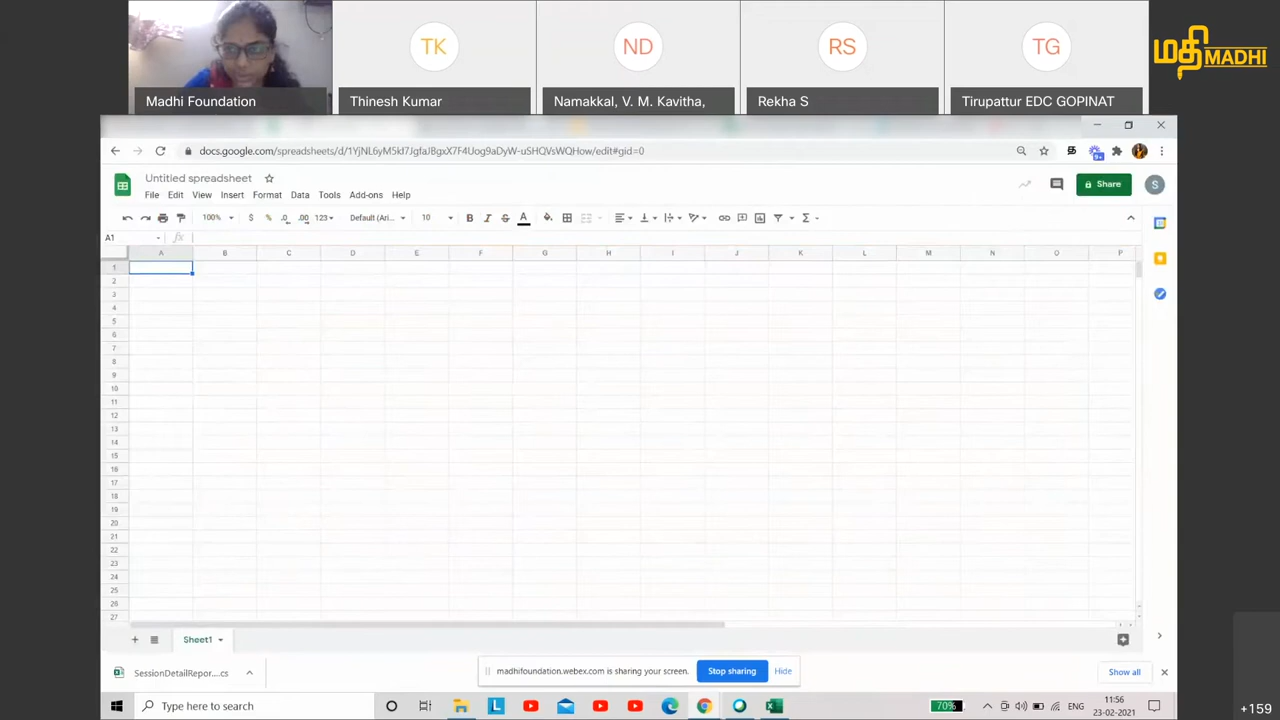 TK
ND
RS
TG
மதி MADHI
Madhi Foundation
Thinesh Kumar
Namakkal, V. M. Kavitha,
Rekha S
Tirupattur EDC GOPINAT
docs.google.com/spreadsheets/d/1YjNL6yM5kI7JgfaJBgxX7F4Uog9aDyW-uSHQVsWQHow/edit#gid=0
Untitled spreadsheet
File Edit View Insert Format Data Tools Add-ons Help
Share
S
100% $ % .0 .00 123 Default (Ari... 10 B I S A
A1 fx
A B C D E F G H I J K L M N O P
1
2
3
4
5
6
7
8
9
10
11
12
13
14
15
16
17
18
19
20
21
22
23
24
25
26
27
Sheet1
SessionDetailRepor....cs
madhifoundation.webex.com is sharing your screen.
Stop sharing
Hide
Show all
Type here to search
70%
ENG
11:56
23-02-2021
+159